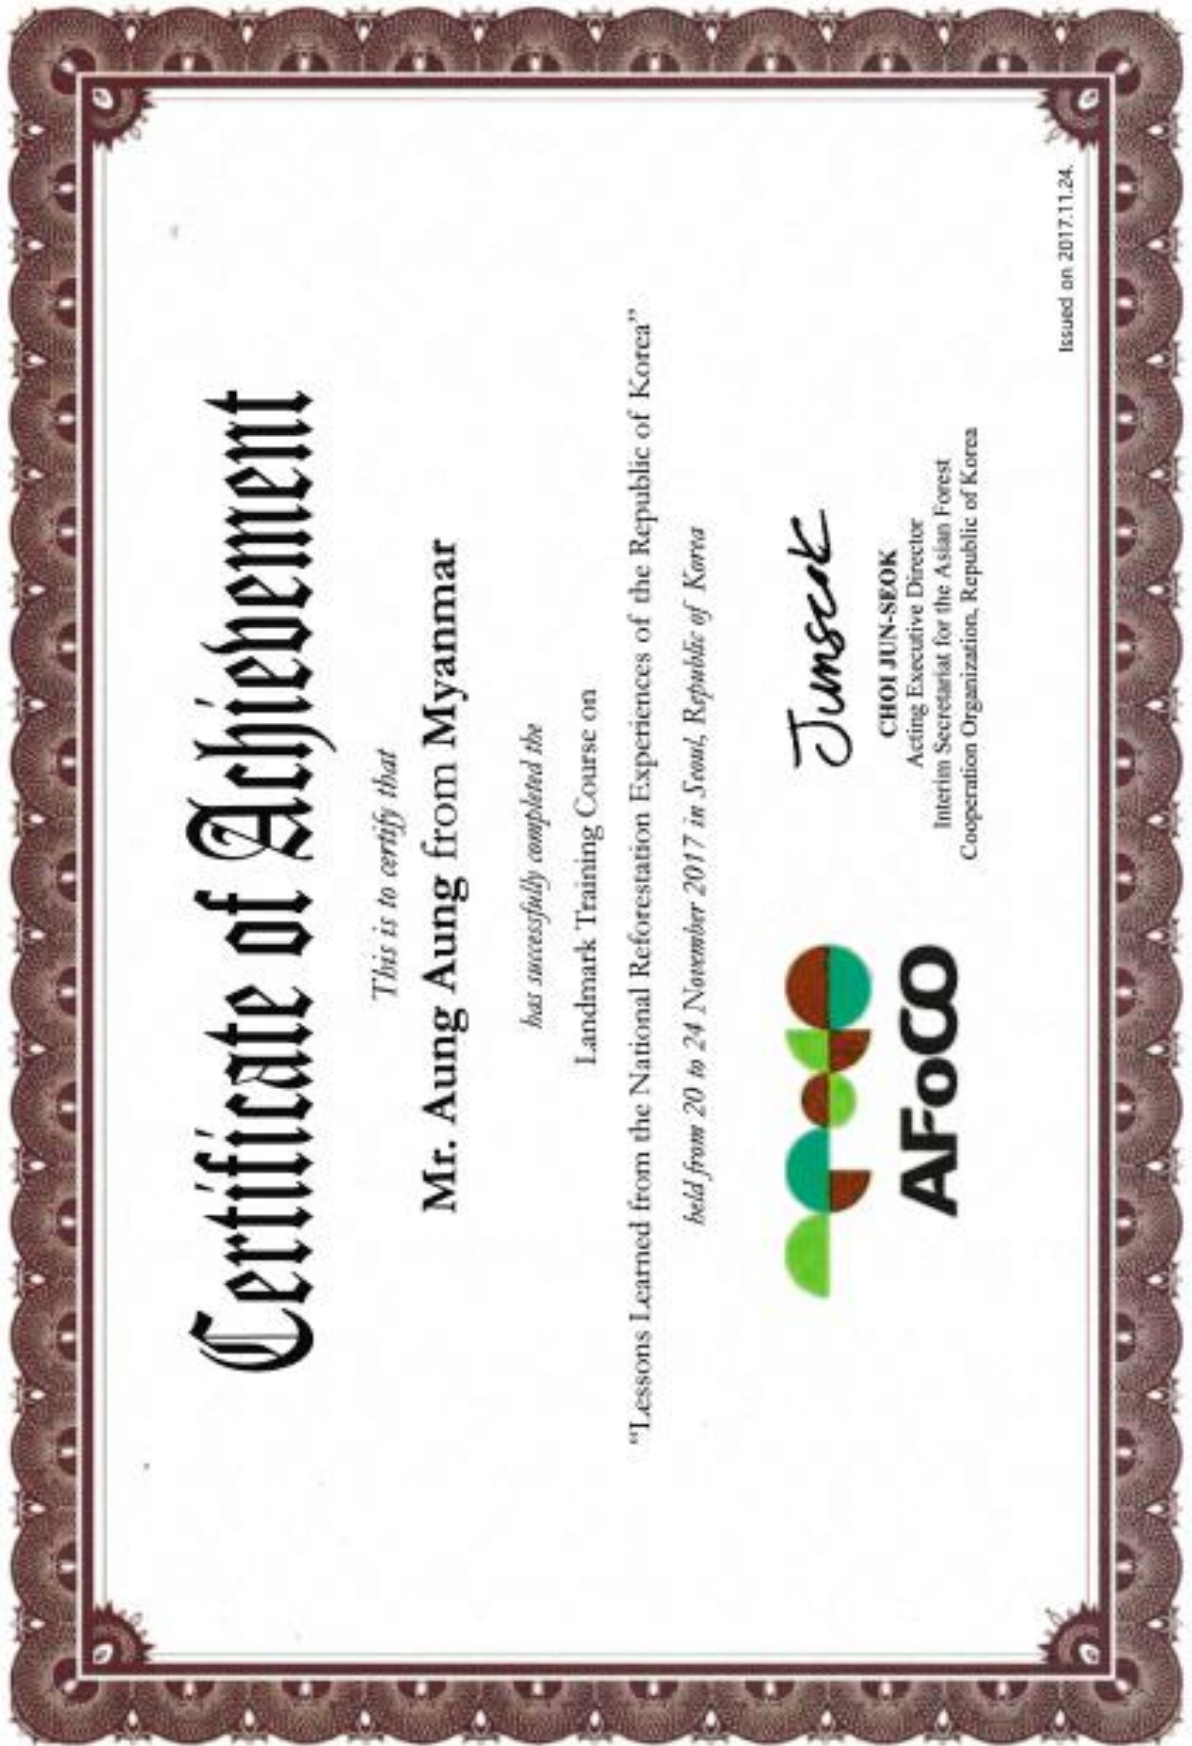 Certificate of Achievement
This is to certify that
Mr. Aung Aung from Myanmar
has successfully completed the
Landmark Training Course on
“Lessons Learned from the National Reforestation Experiences of the Republic of Korea”
held from 20 to 24 November 2017 in Seoul, Republic of Korea
AFoCO
Junseok
CHOI JUN-SEOK
Acting Executive Director
Interim Secretariat for the Asian Forest
Cooperation Organization, Republic of Korea
Issued on 2017.11.24.